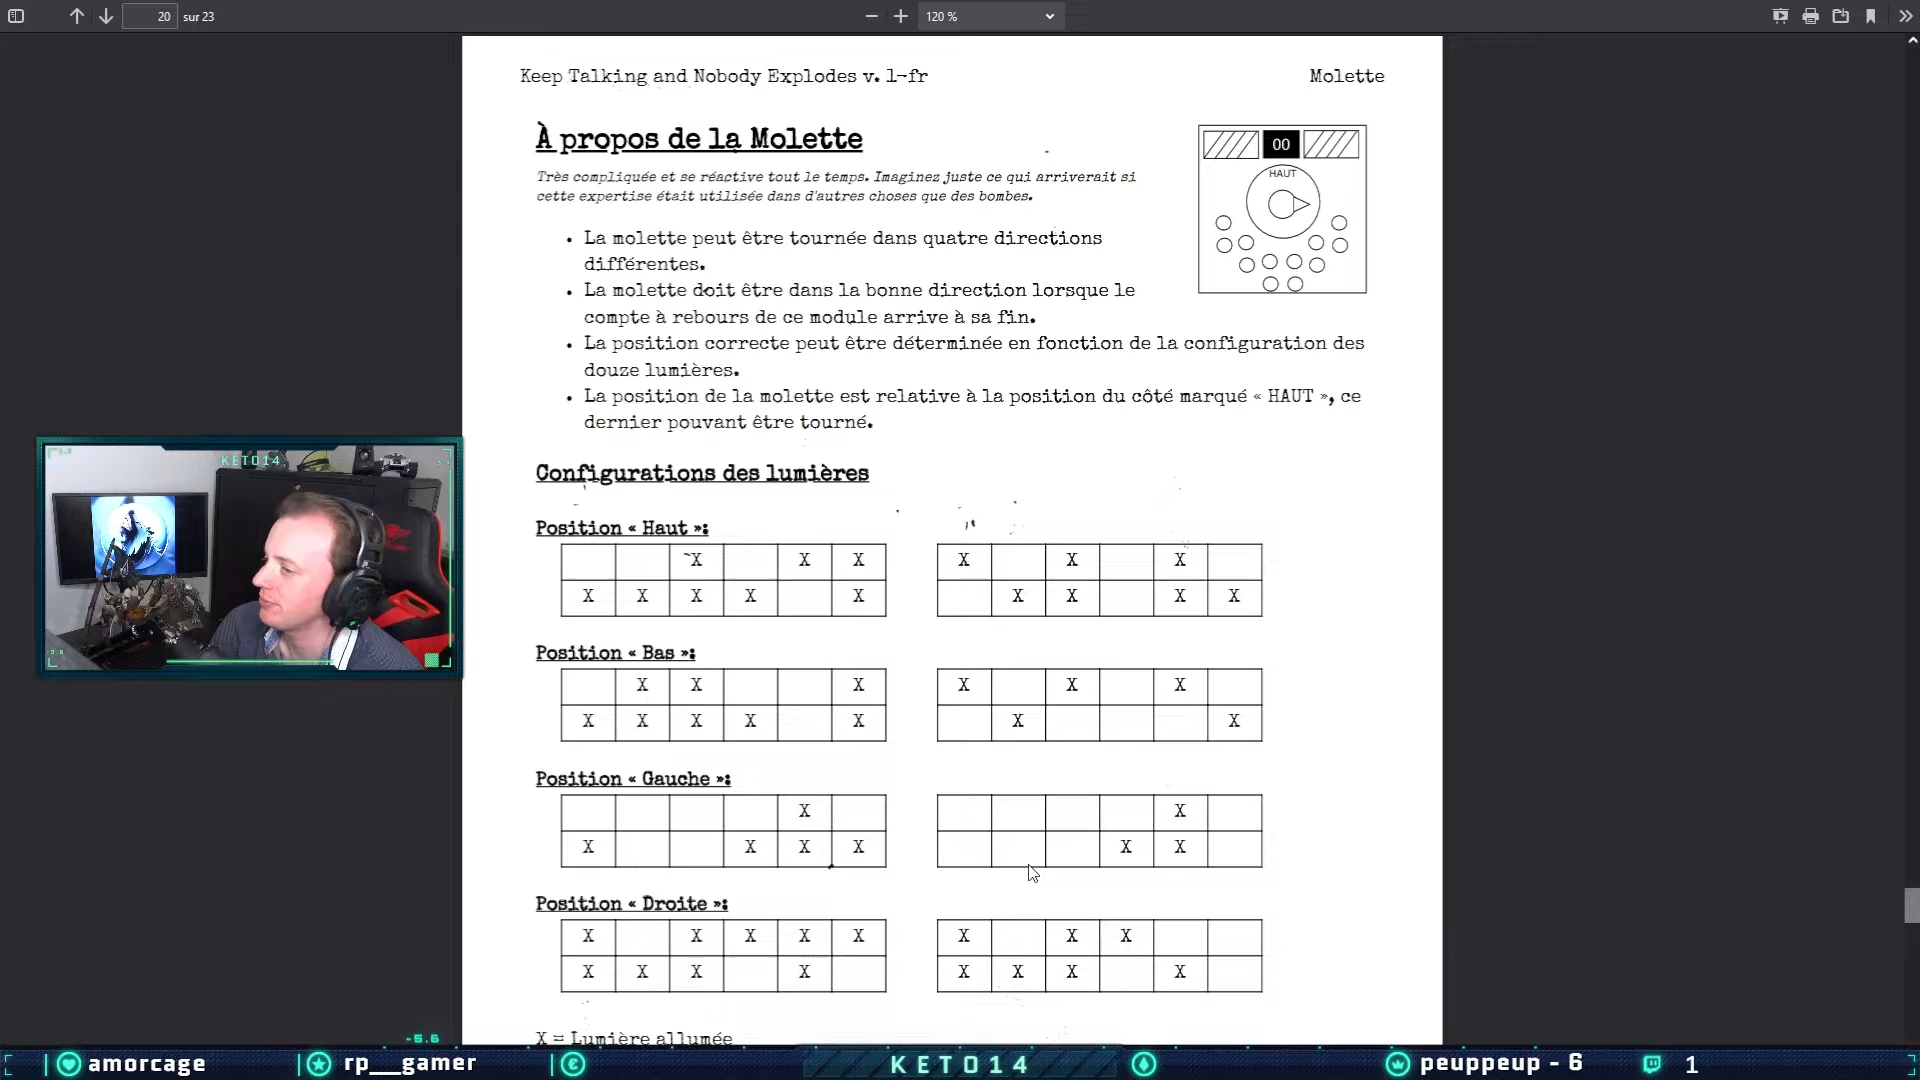 20 sur 23
120 %
Keep Talking and Nobody Explodes v. 1-fr
Molette
À propos de la Molette
Très compliquée et se réactive tout le temps. Imaginez juste ce qui arriverait si
cette expertise était utilisée dans d'autres choses que des bombes.
00
HAUT
• La molette peut être tournée dans quatre directions
différentes.
• La molette doit être dans la bonne direction lorsque le
compte à rebours de ce module arrive à sa fin.
• La position correcte peut être déterminée en fonction de la configuration des
douze lumières.
• La position de la molette est relative à la position du côté marqué « HAUT », ce
dernier pouvant être tourné.
Configurations des lumières
Position « Haut »:
X X X X X X
X X X X X X X X X
Position « Bas »:
X X X X X X
X X X X X X X
Position « Gauche »:
X X
X X X X X X
Position « Droite »:
X X X X X X X X
X X X X X X X X
X = Lumière allumée
KETO14
-5.6
amorcage
rp__gamer
KETO14
peuppeup - 6
1